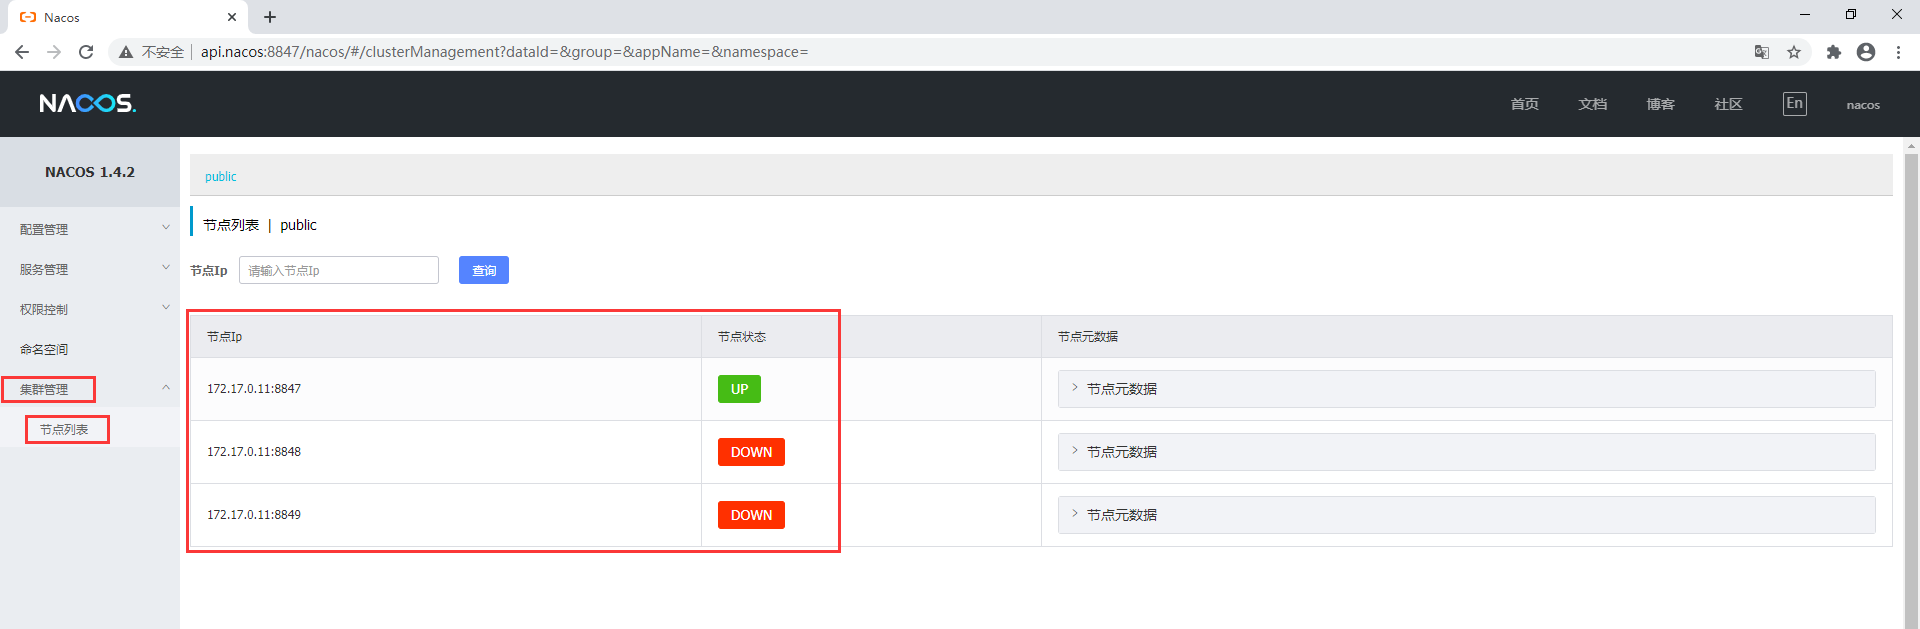 Nacos
不安全 api.nacos:8847/nacos/#/clusterManagement?dataId=&group=&appName=&namespace=
NACOS.
首页 文档 博客 社区 En nacos
NACOS 1.4.2
配置管理
服务管理
权限控制
命名空间
集群管理
节点列表
public
节点列表 | public
节点Ip 请输入节点Ip 查询
节点Ip 节点状态 节点元数据
172.17.0.11:8847 UP 节点元数据
172.17.0.11:8848 DOWN 节点元数据
172.17.0.11:8849 DOWN 节点元数据